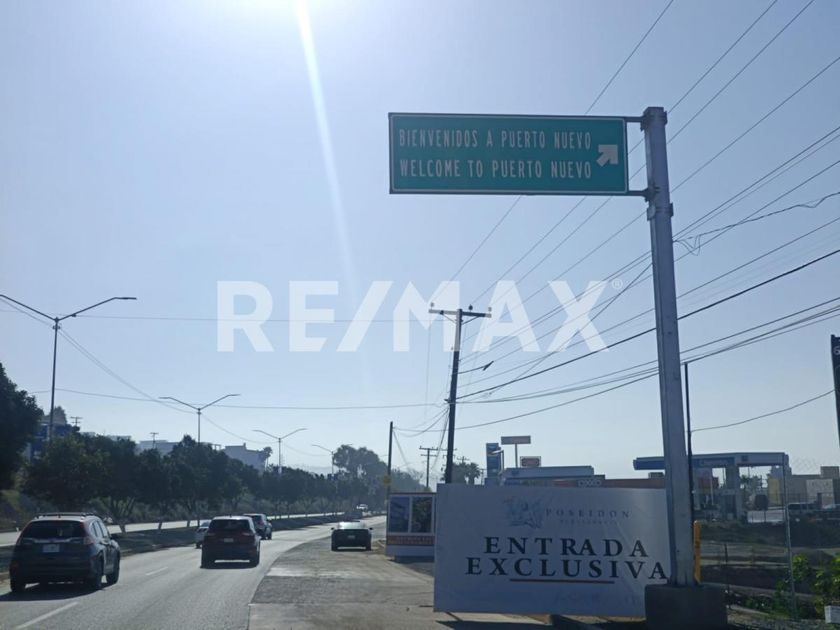 BIENVENIDOS A PUERTO NUEVO
WELCOME TO PUERTO NUEVO
RE/MAX®
POSEIDON
ENTRADA
EXCLUSIVA